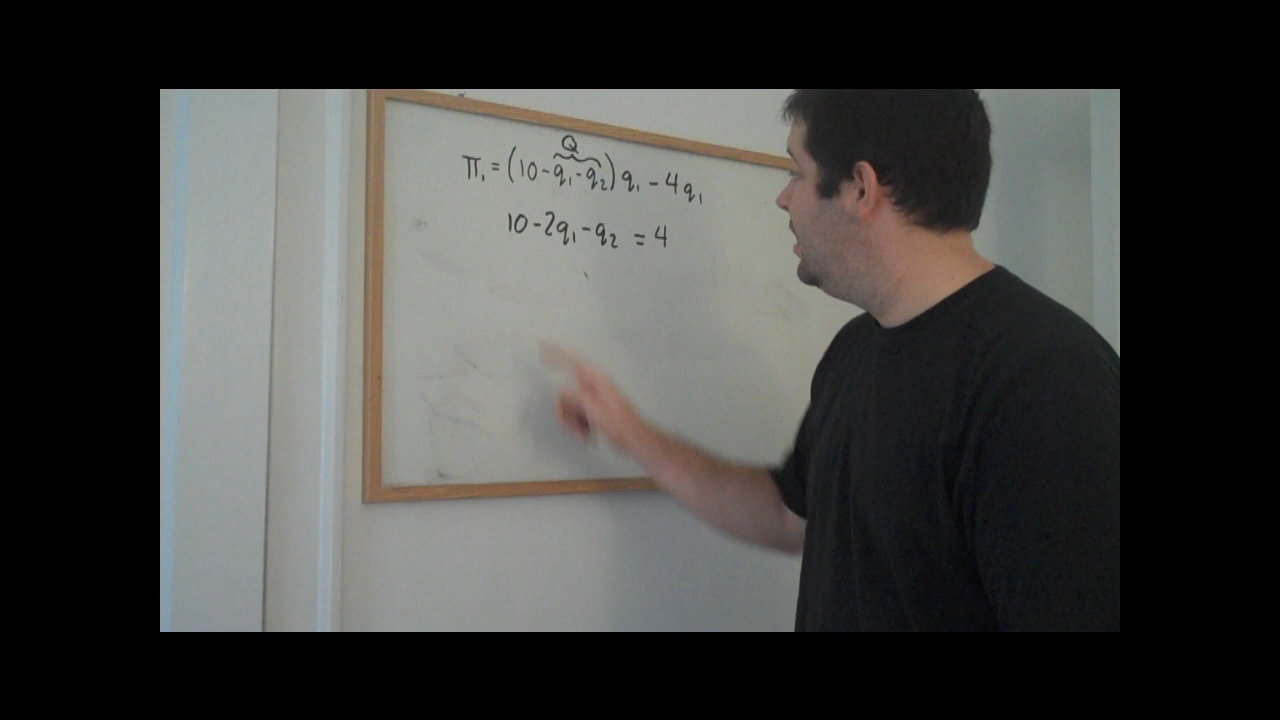 Q
π₁ = (10 - q₁ - q₂) q₁ - 4q₁
10 - 2q₁ - q₂ = 4